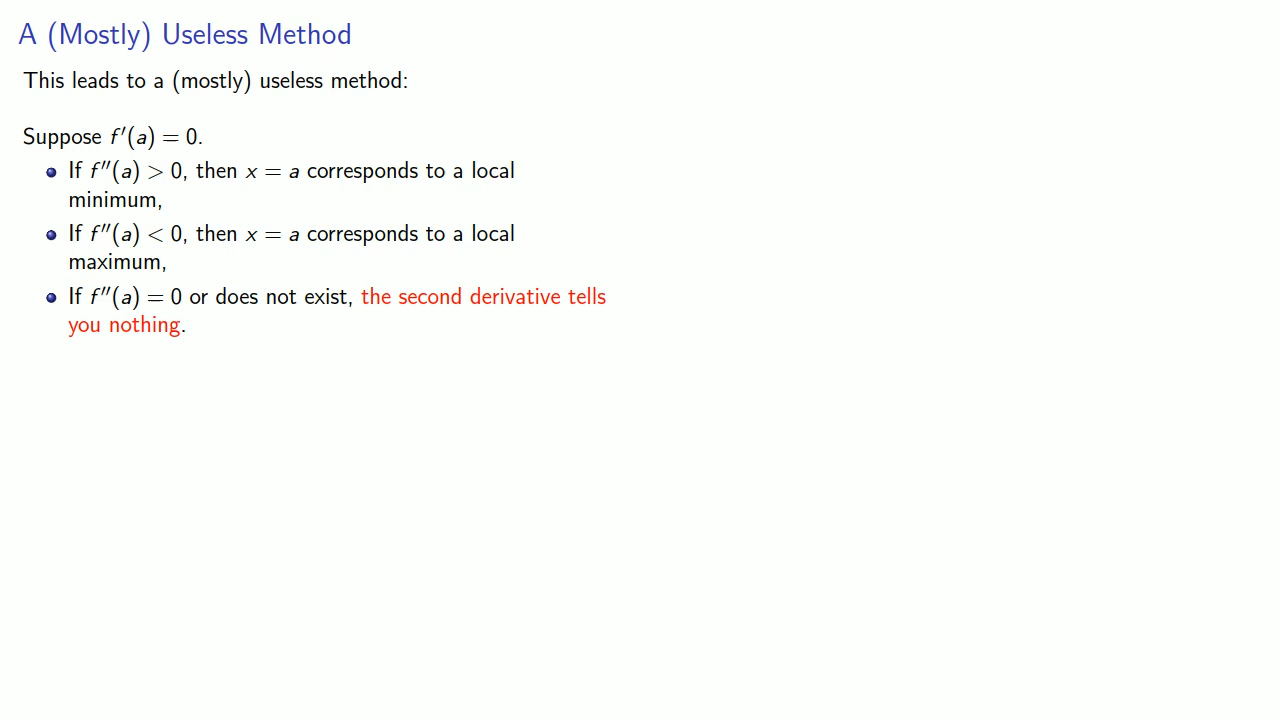 A (Mostly) Useless Method
This leads to a (mostly) useless method:
Suppose f′(a) = 0.
If f″(a) > 0, then x = a corresponds to a local
minimum,
If f″(a) < 0, then x = a corresponds to a local
maximum,
If f″(a) = 0 or does not exist, the second derivative tells
you nothing.